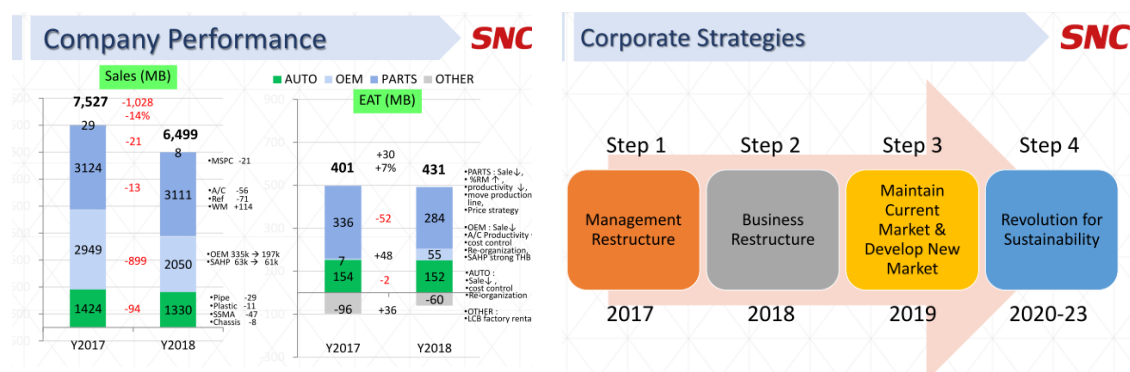 Company Performance
SNC
Sales (MB)
AUTO OEM PARTS OTHER
EAT (MB)
7,527
-1,028
-14%
29
-21
6,499
8
•MSPC -21
3124
-13
3111
•A/C -56
•Ref -71
•WM +114
2949
-899
2050
•OEM 335k → 197k
•SAHP 63k → 61k
1424
-94
1330
•Pipe -29
•Plastic -11
•SSMA -47
•Chassis -8
Y2017 Y2018
401
+30
+7%
431
336
-52
284
7
+48
55
154
-2
152
-96
+36
-60
Y2017 Y2018
•PARTS : Sale↓,
• %RM ↑ ,
•productivity ↓,
•move production
line,
•Price strategy
•OEM : Sale↓
•A/C Productivity
•cost control
•Re-organization,
•SAHP strong THB
•AUTO :
•Sale↓ ,
•cost control
•Re-organization
•OTHER :
•LCB factory renta
Corporate Strategies
SNC
Step 1 Step 2 Step 3 Step 4
Management
Restructure
Business
Restructure
Maintain
Current
Market &
Develop New
Market
Revolution for
Sustainability
2017 2018 2019 2020-23